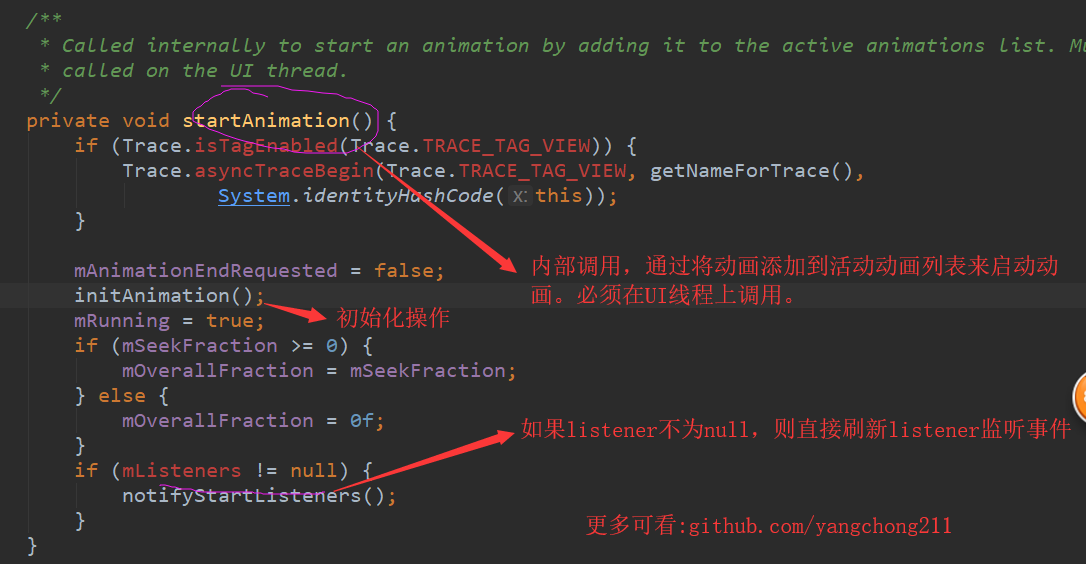 /**
* Called internally to start an animation by adding it to the active animations list. Mu
* called on the UI thread.
*/
private void startAnimation() {
if (Trace.isTagEnabled(Trace.TRACE_TAG_VIEW)) {
Trace.asyncTraceBegin(Trace.TRACE_TAG_VIEW, getNameForTrace(),
System.identityHashCode( x: this));
}
mAnimationEndRequested = false;
内部调用，通过将动画添加到活动动画列表来启动动
画。必须在UI线程上调用。
initAnimation();
初始化操作
mRunning = true;
if (mSeekFraction >= 0) {
mOverallFraction = mSeekFraction;
} else {
mOverallFraction = 0f;
}
如果listener不为null，则直接刷新listener监听事件
if (mListeners != null) {
notifyStartListeners();
}
更多可看:github.com/yangchong211
}